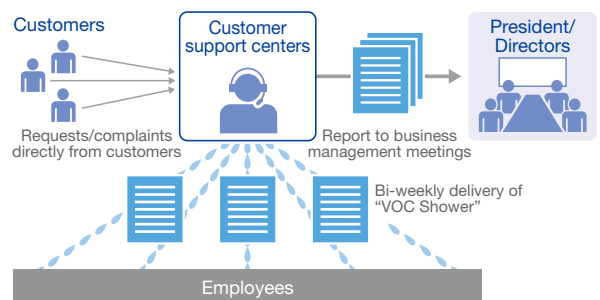 Customers
Customer
support centers
President/
Directors
Requests/complaints
directly from customers
Report to business
management meetings
Bi-weekly delivery of
“VOC Shower”
Employees